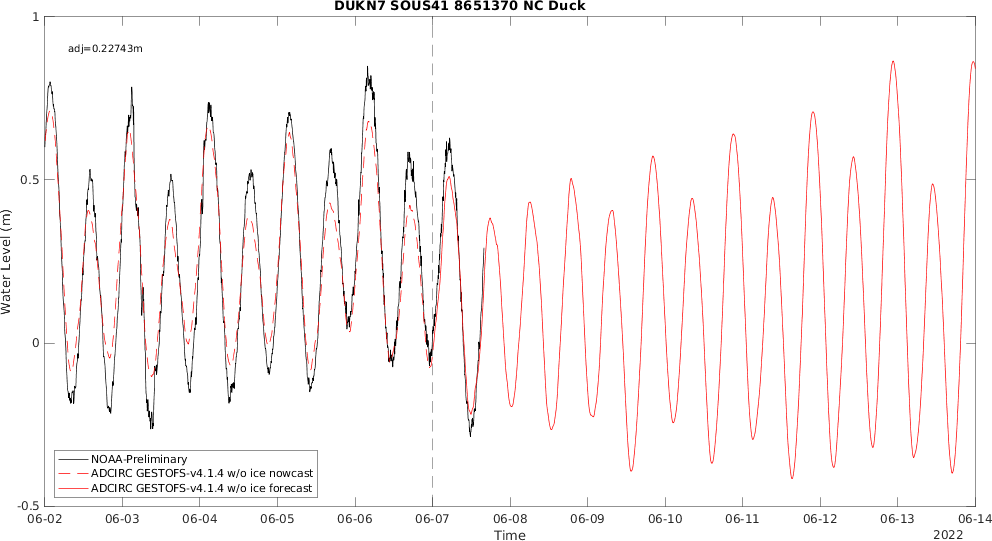 DUKN7 SOUS41 8651370 NC Duck
adj=0.22743m
1
0.5
0
-0.5
Water Level (m)
NOAA-Preliminary
ADCIRC GESTOFS-v4.1.4 w/o ice nowcast
ADCIRC GESTOFS-v4.1.4 w/o ice forecast
06-02 06-03 06-04 06-05 06-06 06-07 06-08 06-09 06-10 06-11 06-12 06-13 06-14
Time
2022